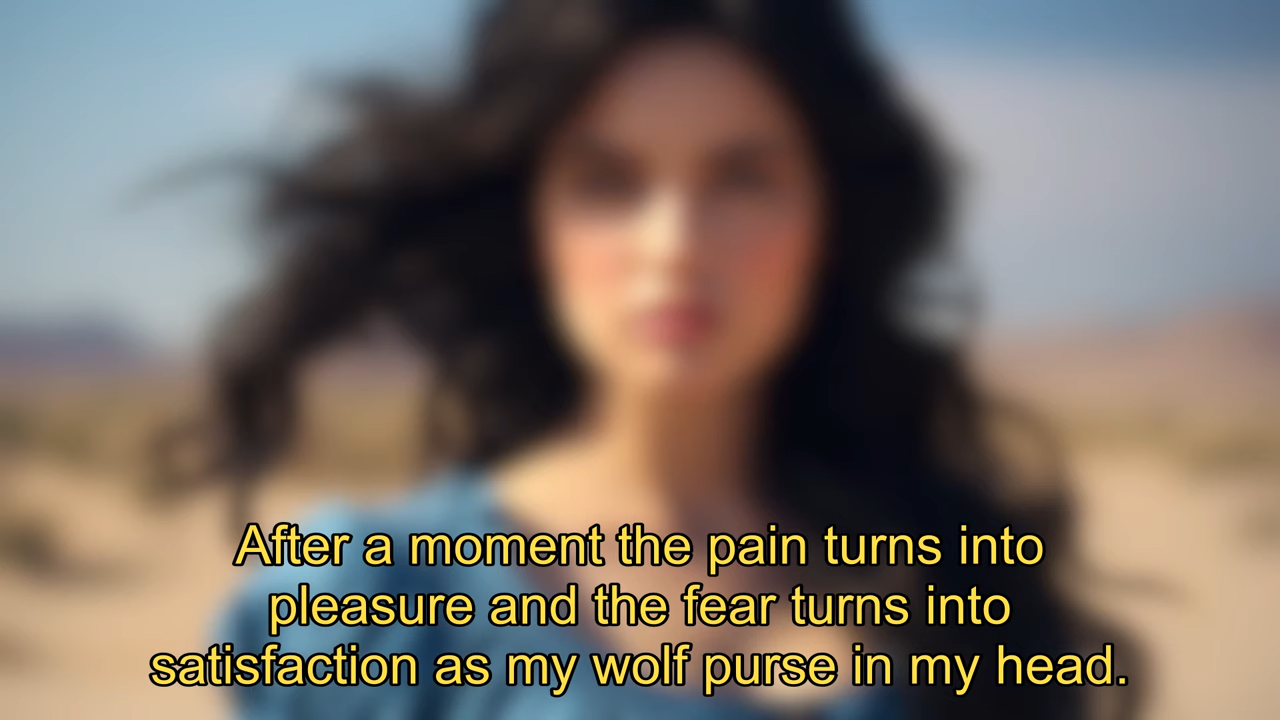 After a moment the pain turns into
pleasure and the fear turns into
satisfaction as my wolf purse in my head.